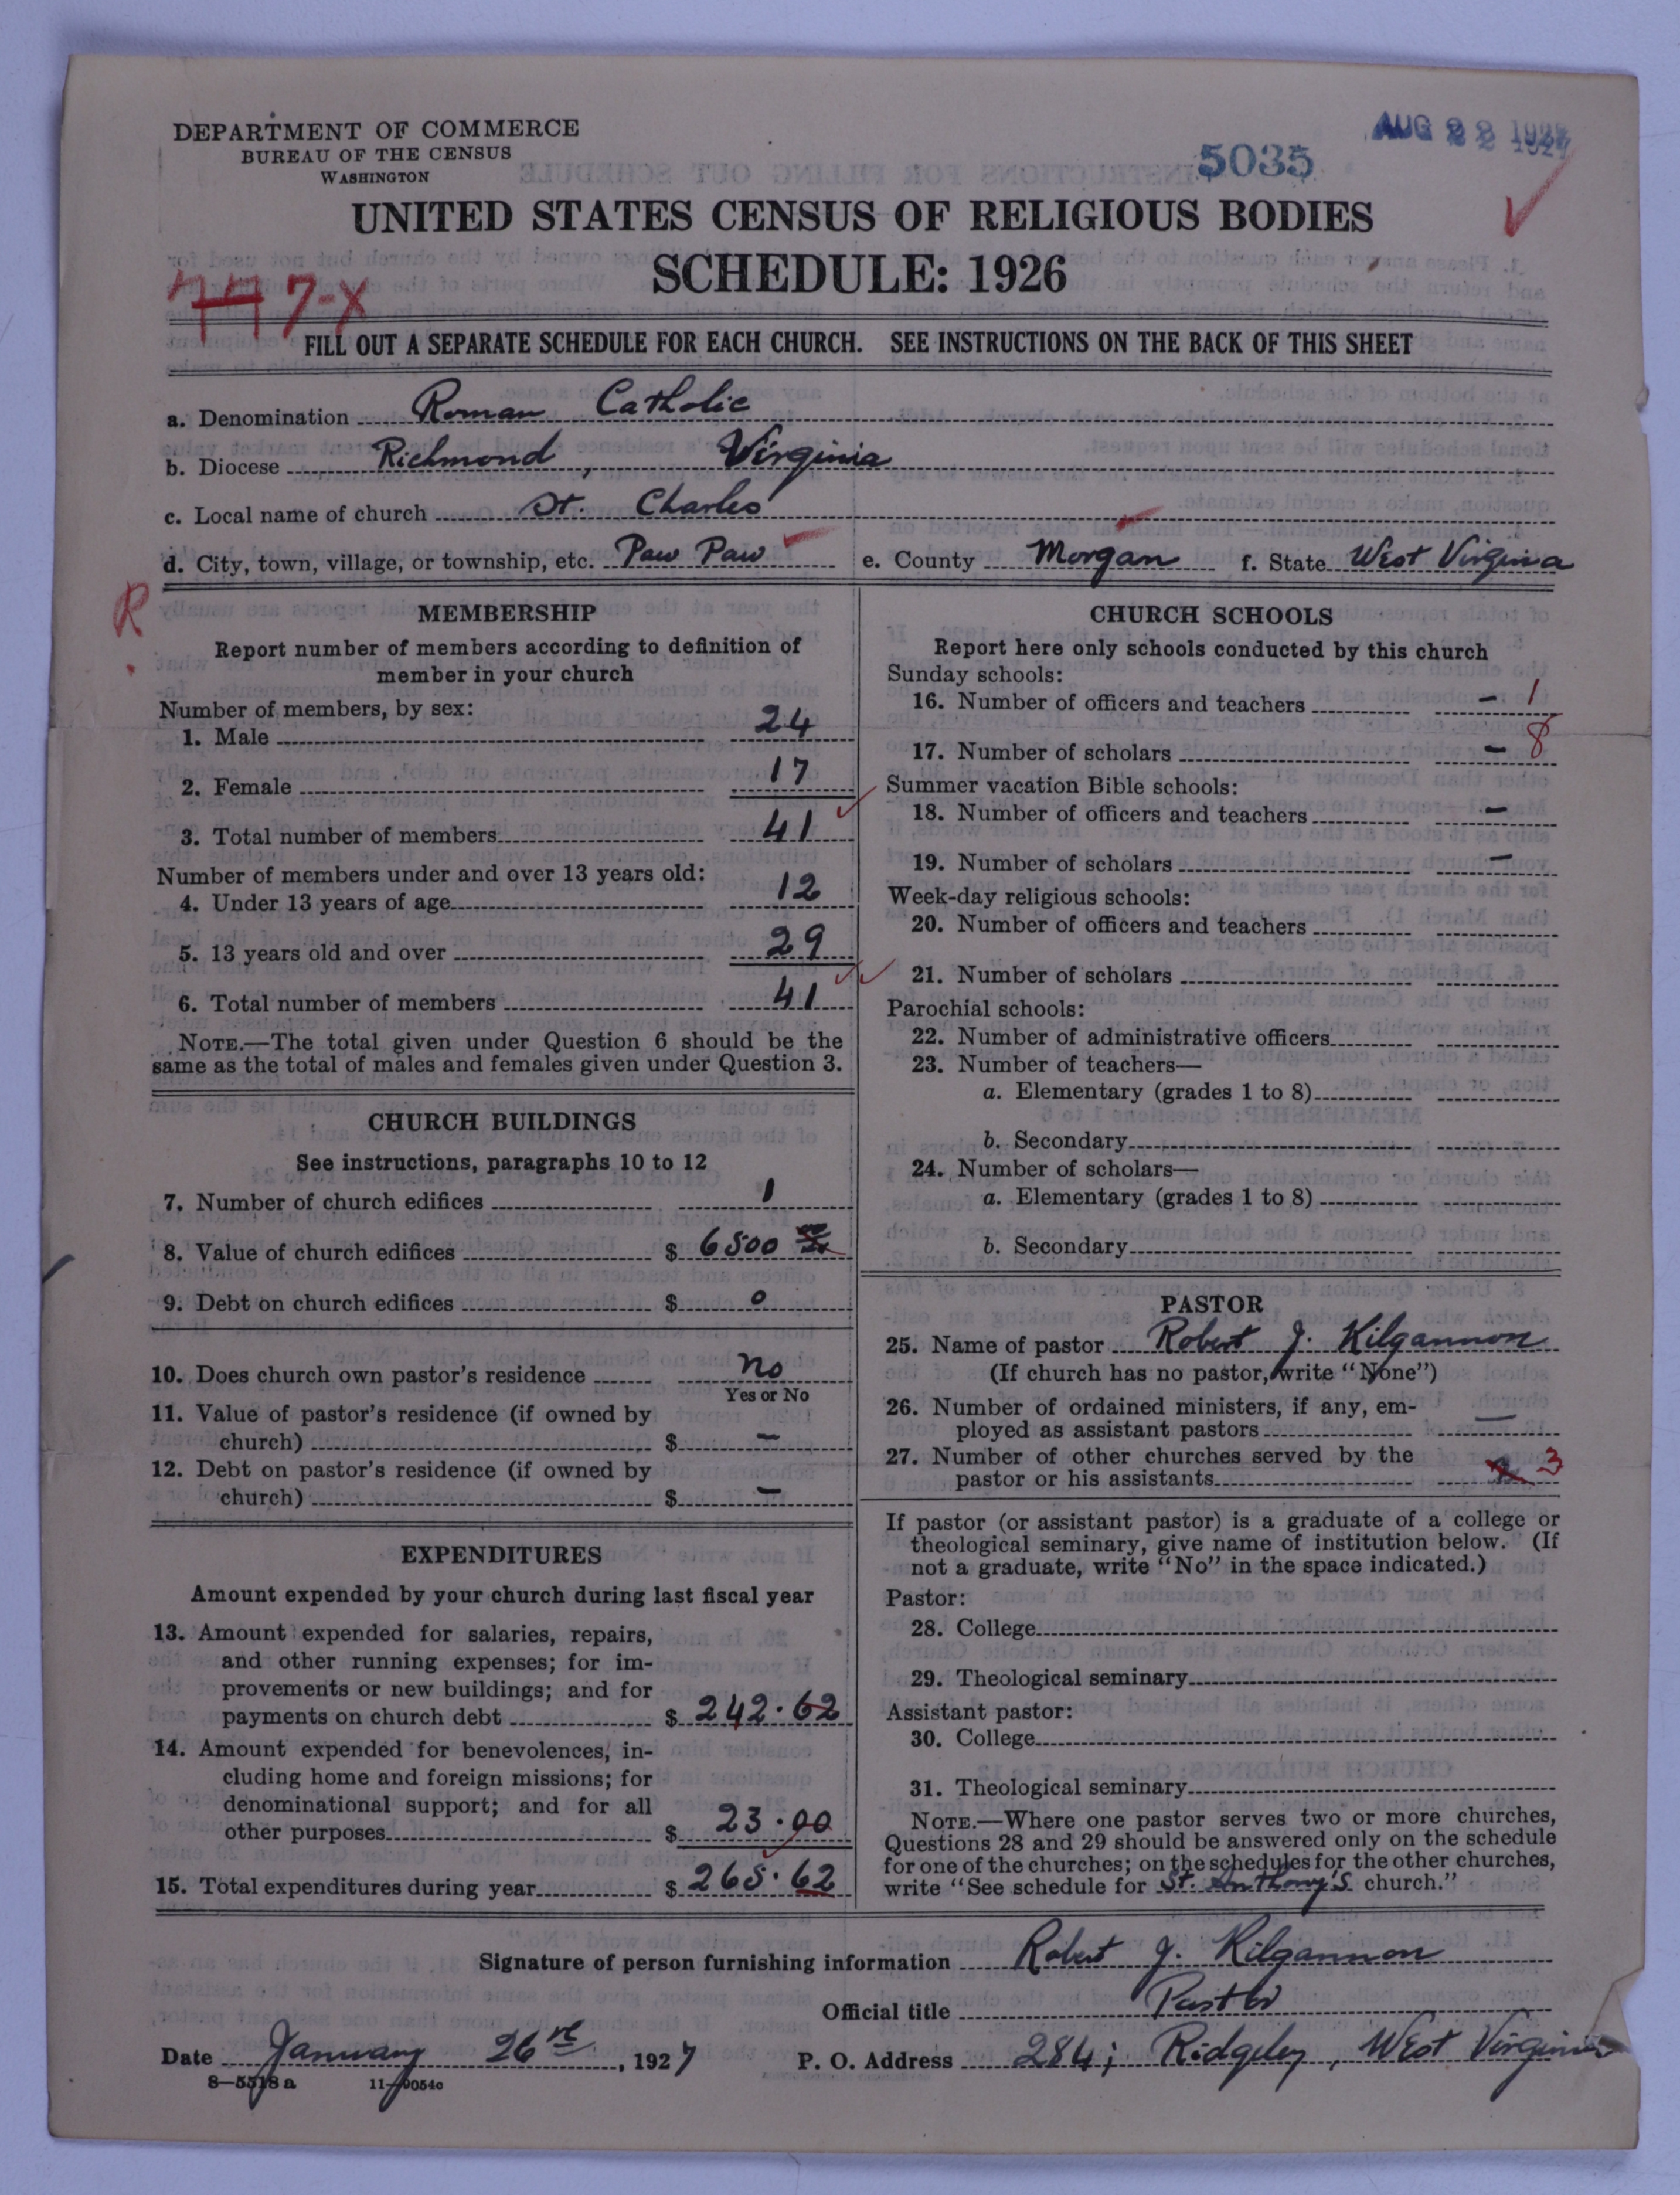 DEPARTMENT OF COMMERCE
BUREAU OF THE CENSUS
WASHINGTON
5035
AUG 22 1927
UNITED STATES CENSUS OF RELIGIOUS BODIES
SCHEDULE: 1926
7-X
FILL OUT A SEPARATE SCHEDULE FOR EACH CHURCH. SEE INSTRUCTIONS ON THE BACK OF THIS SHEET
a. Denomination Roman Catholic
b. Diocese Richmond, Virginia
c. Local name of church St. Charles
d. City, town, village, or township, etc. Paw Paw e. County Morgan f. State West Virginia
R.
MEMBERSHIP
Report number of members according to definition of
member in your church
Number of members, by sex:
1. Male 24
2. Female 17
3. Total number of members 41
Number of members under and over 13 years old:
4. Under 13 years of age 12
5. 13 years old and over 29
6. Total number of members 41
NOTE.—The total given under Question 6 should be the
same as the total of males and females given under Question 3.
CHURCH BUILDINGS
See instructions, paragraphs 10 to 12
7. Number of church edifices 1
8. Value of church edifices $ 6500
9. Debt on church edifices $ 0
10. Does church own pastor's residence no
Yes or No
11. Value of pastor's residence (if owned by
church) $ –
12. Debt on pastor's residence (if owned by
church) $ –
EXPENDITURES
Amount expended by your church during last fiscal year
13. Amount expended for salaries, repairs,
and other running expenses; for im-
provements or new buildings; and for
payments on church debt $ 242.62
14. Amount expended for benevolences, in-
cluding home and foreign missions; for
denominational support; and for all
other purposes $ 23.00
15. Total expenditures during year $ 265.62
CHURCH SCHOOLS
Report here only schools conducted by this church
Sunday schools:
16. Number of officers and teachers – 1
17. Number of scholars – 8
Summer vacation Bible schools:
18. Number of officers and teachers –
19. Number of scholars –
Week-day religious schools:
20. Number of officers and teachers
21. Number of scholars
Parochial schools:
22. Number of administrative officers
23. Number of teachers—
a. Elementary (grades 1 to 8)
b. Secondary
24. Number of scholars—
a. Elementary (grades 1 to 8)
b. Secondary
PASTOR
25. Name of pastor Robert J. Kilgannon
(If church has no pastor, write "None")
26. Number of ordained ministers, if any, em-
ployed as assistant pastors –
27. Number of other churches served by the
pastor or his assistants 3
If pastor (or assistant pastor) is a graduate of a college or
theological seminary, give name of institution below. (If
not a graduate, write "No" in the space indicated.)
Pastor:
28. College
29. Theological seminary
Assistant pastor:
30. College
31. Theological seminary
NOTE.—Where one pastor serves two or more churches,
Questions 28 and 29 should be answered only on the schedule
for one of the churches; on the schedules for the other churches,
write "See schedule for St. Anthony's church."
Signature of person furnishing information Robert J. Kilgannon
Official title Pastor
Date January 26, 1927 P. O. Address 284; Ridgeley, West Virginia
8—5518a 11—9054c